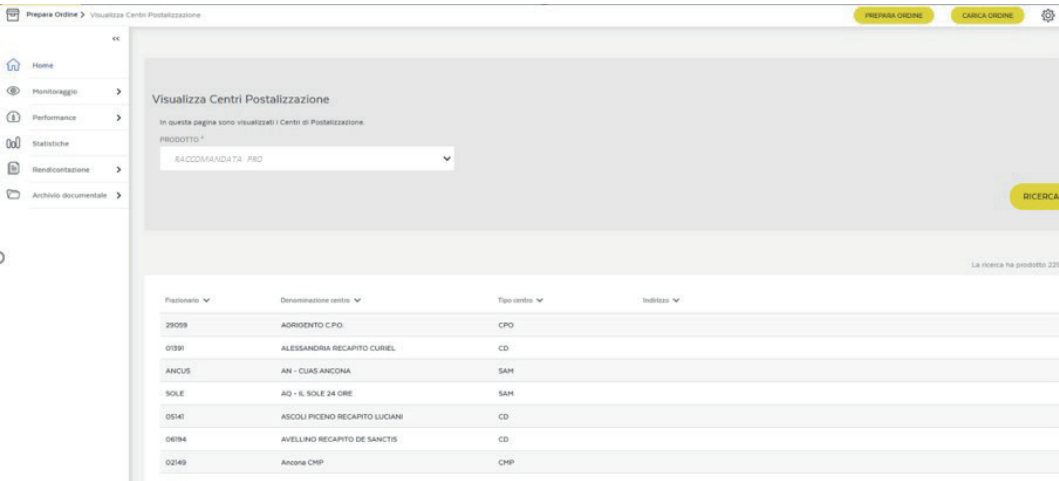 Prepara Ordine > Visualizza Centri Postalizzazione
PREPARA ORDINE
CARICA ORDINE
<<
Home
Monitoraggio
Performance
Statistiche
Rendicontazione
Archivio documentale
Visualizza Centri Postalizzazione
In questa pagina sono visualizzati i Centri di Postalizzazione.
PRODOTTO *
RACCOMANDATA PRO
RICERCA
La ricerca ha prodotto
Frazionario Denominazione centro Tipo centro Indirizzo
29059 AGRIGENTO C.P.O. CPO
01391 ALESSANDRIA RECAPITO CURIEL CD
ANCUS AN - CUAS ANCONA SAM
SOLE AQ - IL SOLE 24 ORE SAM
05141 ASCOLI PICENO RECAPITO LUCIANI CD
06194 AVELLINO RECAPITO DE SANCTIS CD
02149 Ancona CMP CMP